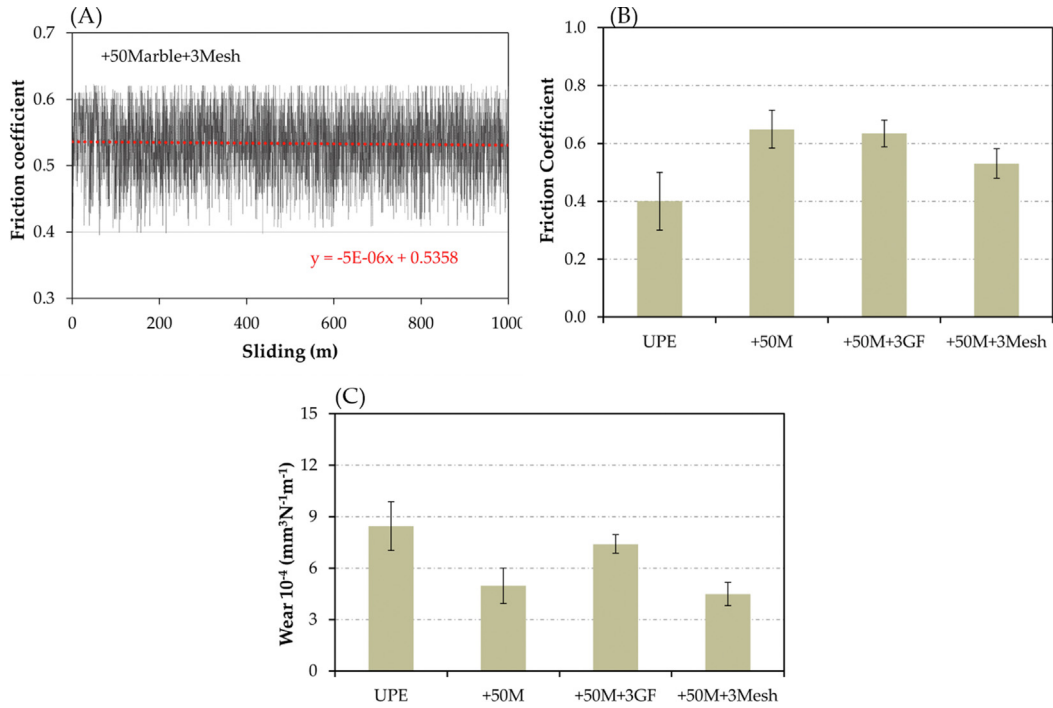 (A)
+50Marble+3Mesh
Friction coefficient
0.7
0.6
0.5
0.4
0.3
y = -5E-06x + 0.5358
0 200 400 600 800 1000
Sliding (m)
(B)
Friction Coefficient
1.0
0.8
0.6
0.4
0.2
0.0
UPE +50M +50M+3GF +50M+3Mesh
(C)
Wear 10⁻⁴ (mm³N⁻¹m⁻¹)
15
12
9
6
3
0
UPE +50M +50M+3GF +50M+3Mesh